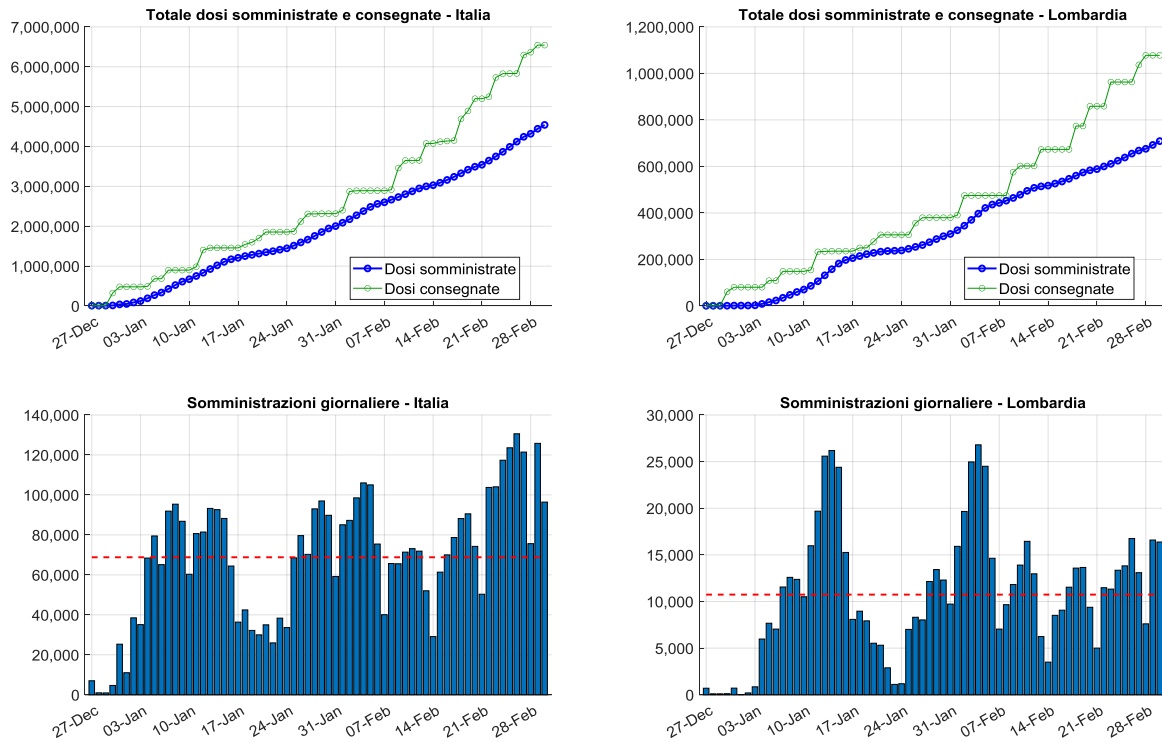 Totale dosi somministrate e consegnate - Italia
7,000,000
6,000,000
5,000,000
4,000,000
3,000,000
2,000,000
1,000,000
0
27-Dec
03-Jan
10-Jan
17-Jan
24-Jan
31-Jan
07-Feb
14-Feb
21-Feb
28-Feb
Dosi somministrate
Dosi consegnate
Totale dosi somministrate e consegnate - Lombardia
1,200,000
1,000,000
800,000
600,000
400,000
200,000
0
27-Dec
03-Jan
10-Jan
17-Jan
24-Jan
31-Jan
07-Feb
14-Feb
21-Feb
28-Feb
Dosi somministrate
Dosi consegnate
Somministrazioni giornaliere - Italia
140,000
120,000
100,000
80,000
60,000
40,000
20,000
0
27-Dec
03-Jan
10-Jan
17-Jan
24-Jan
31-Jan
07-Feb
14-Feb
21-Feb
28-Feb
Somministrazioni giornaliere - Lombardia
30,000
25,000
20,000
15,000
10,000
5,000
0
27-Dec
03-Jan
10-Jan
17-Jan
24-Jan
31-Jan
07-Feb
14-Feb
21-Feb
28-Feb